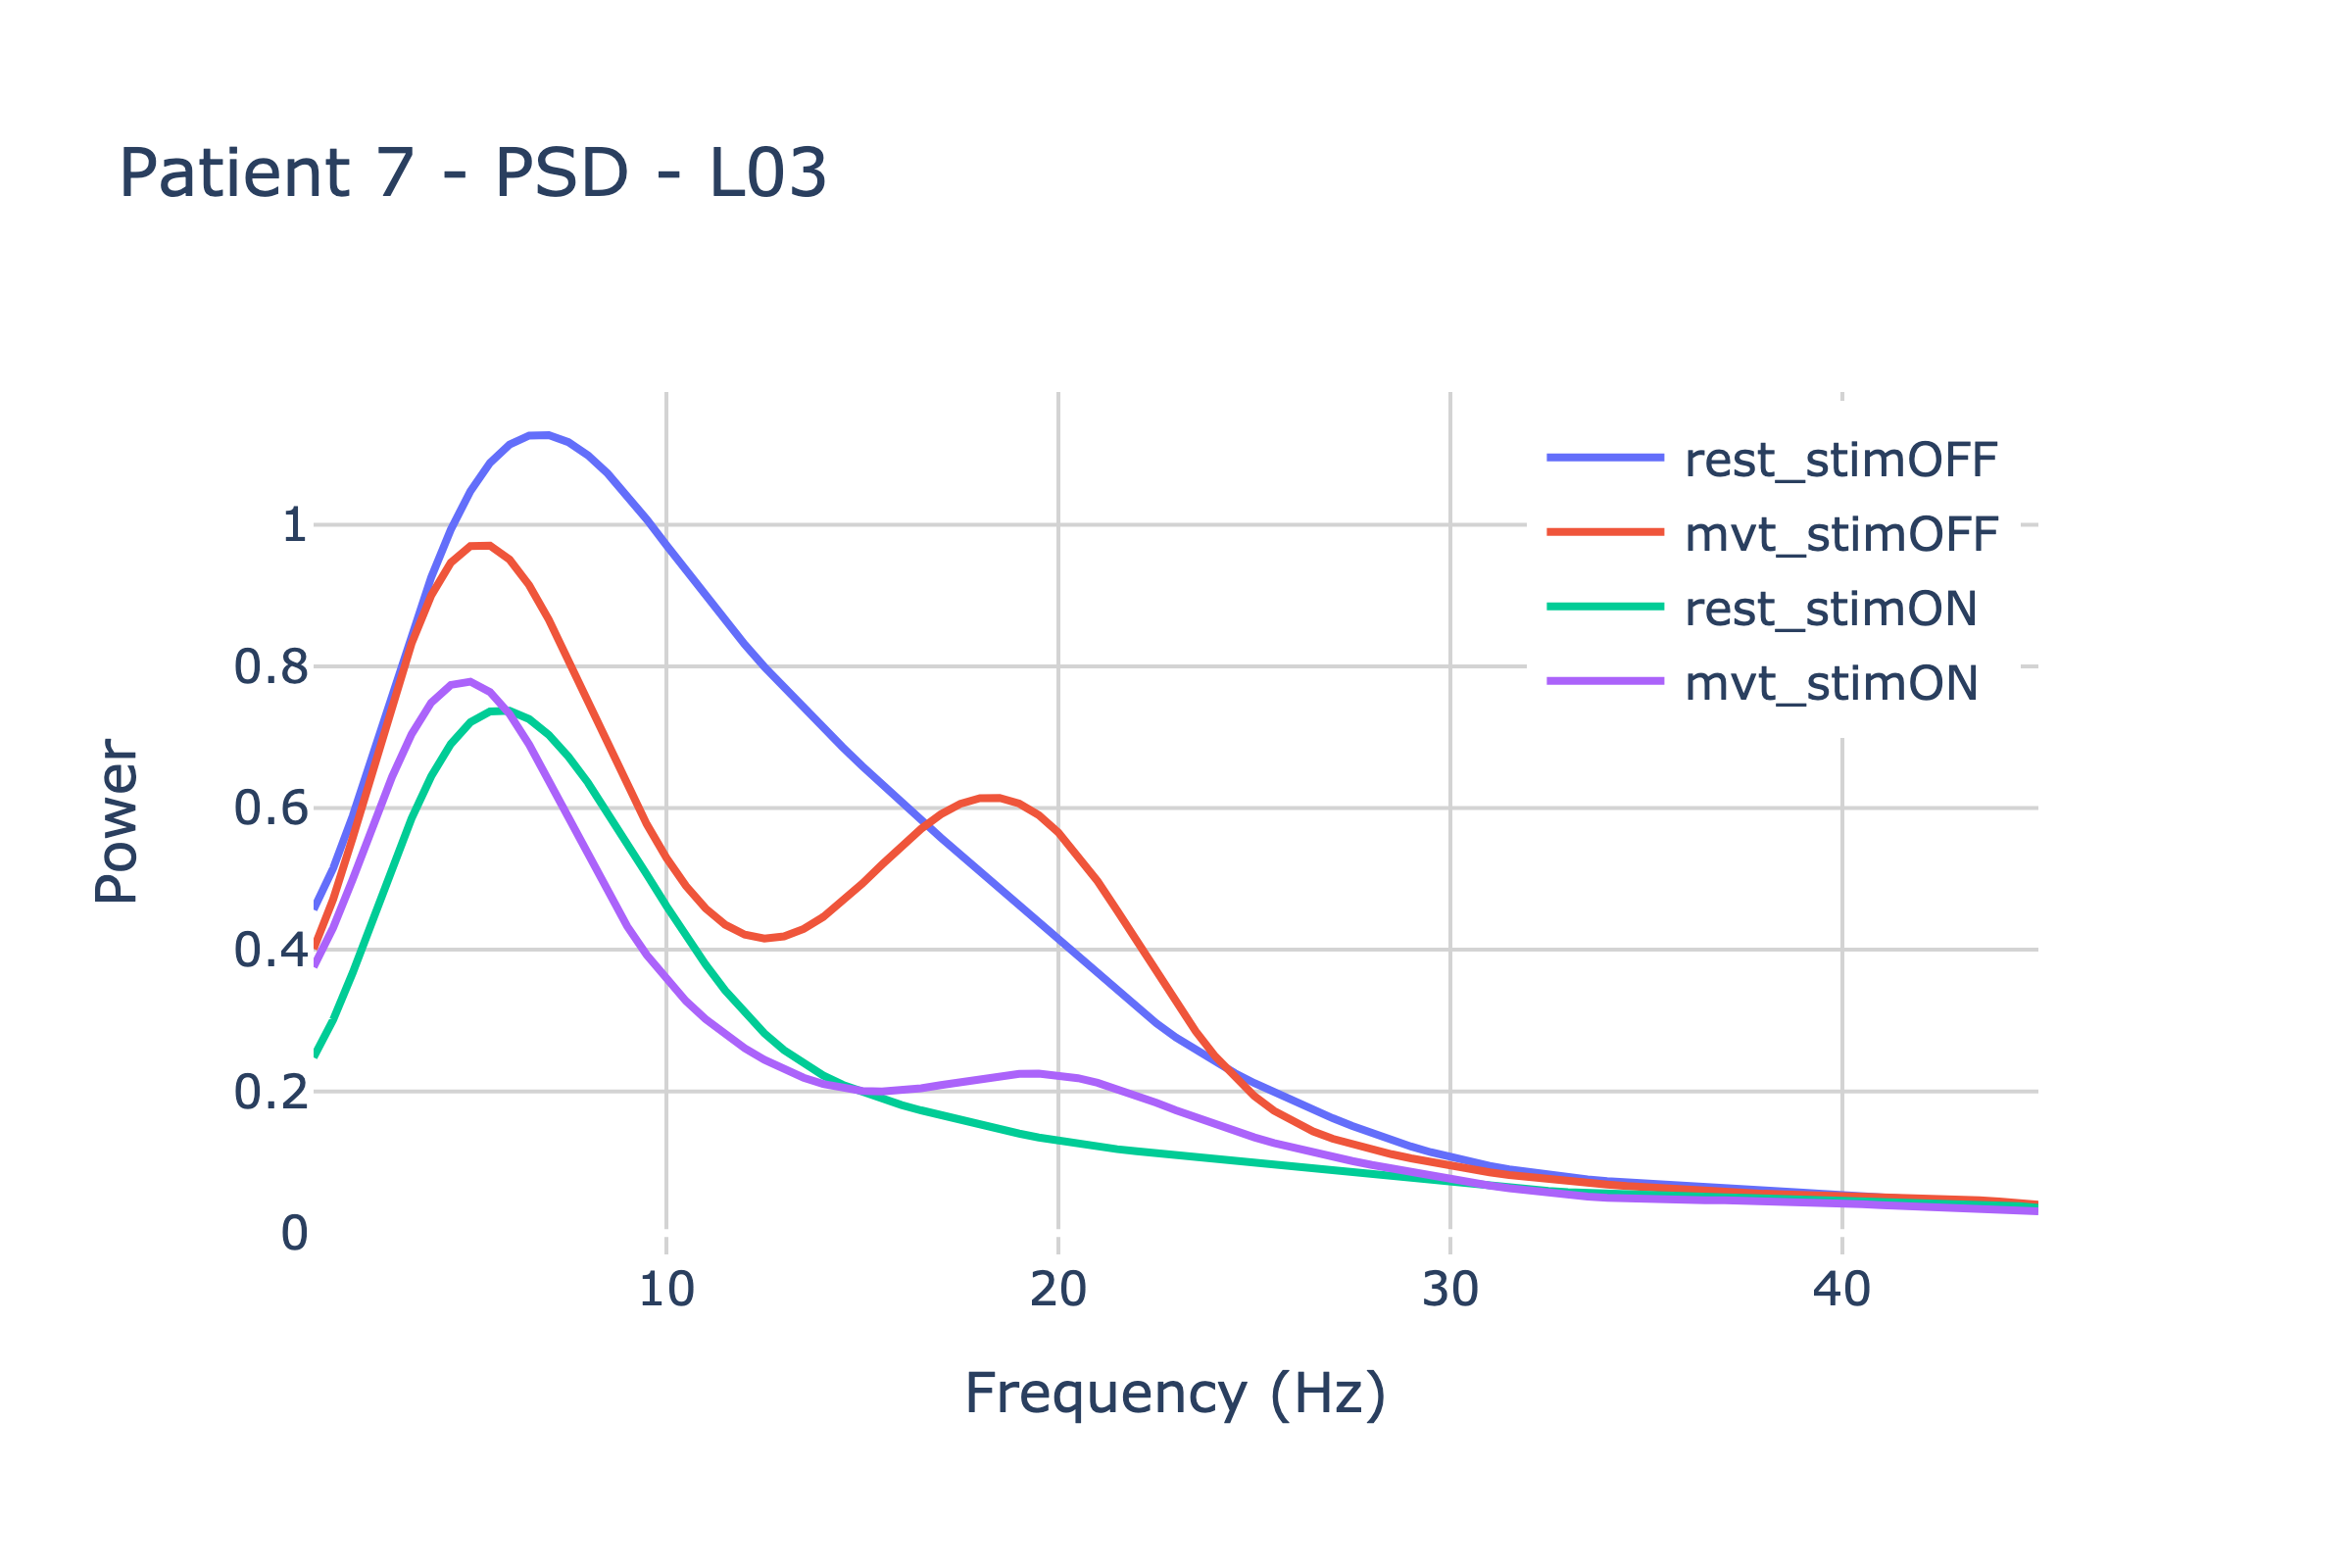 Patient 7 - PSD - L03
rest_stimOFF
mvt_stimOFF
rest_stimON
mvt_stimON
Power
1
0.8
0.6
0.4
0.2
0
10 20 30 40
Frequency (Hz)